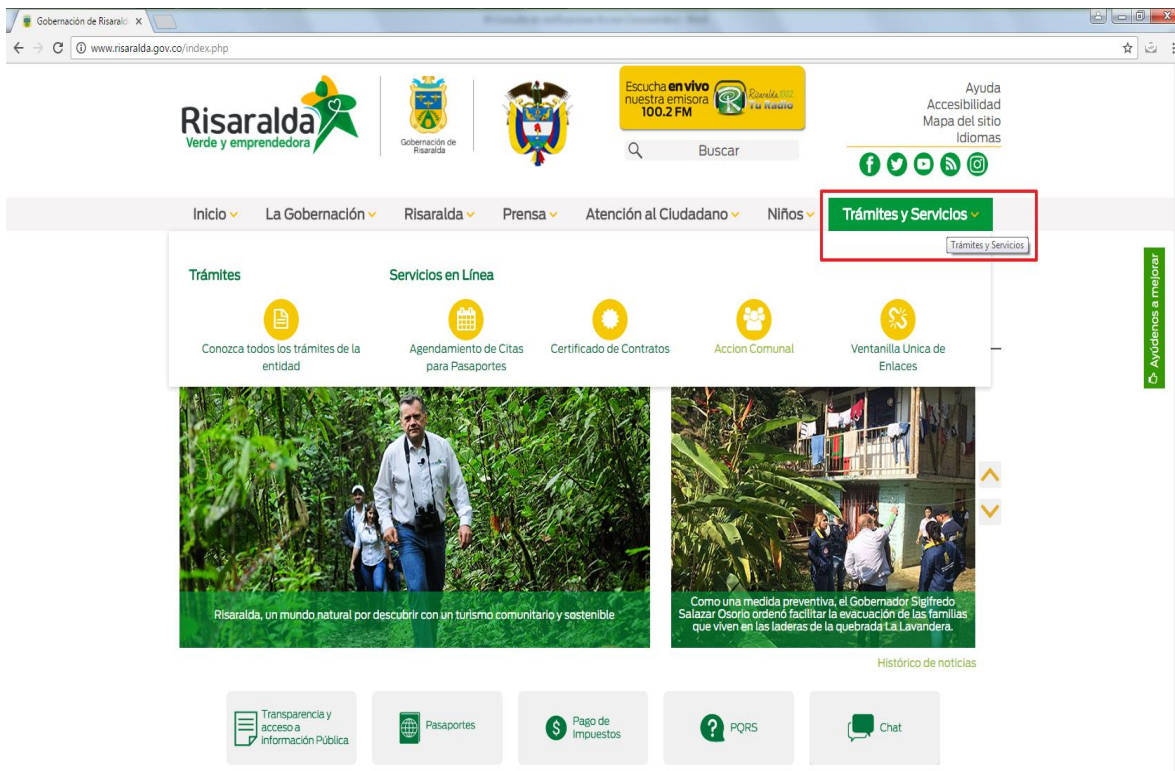 Gobernación de Risarald
www.risaralda.gov.co/index.php
Risaralda
Verde y emprendedora
Gobernación de
Risaralda
Escucha en vivo
nuestra emisora
100.2 FM
Tu Radio
Buscar
Ayuda
Accesibilidad
Mapa del sitio
Idiomas
Inicio
La Gobernación
Risaralda
Prensa
Atención al Ciudadano
Niños
Trámites y Servicios
Trámites y Servicios
Trámites
Servicios en Línea
Conozca todos los trámites de la
entidad
Agendamiento de Citas
para Pasaportes
Certificado de Contratos
Accion Comunal
Ventanilla Unica de
Enlaces
Ayúdenos a mejorar
Risaralda, un mundo natural por descubrir con un turismo comunitario y sostenible
Como una medida preventiva, el Gobernador Sigifredo
Salazar Osorio ordenó facilitar la evacuación de las familias
que viven en las laderas de la quebrada La Lavandera.
Histórico de noticias
Transparencia y
acceso a
información Pública
Pasaportes
Pago de
Impuestos
PQRS
Chat